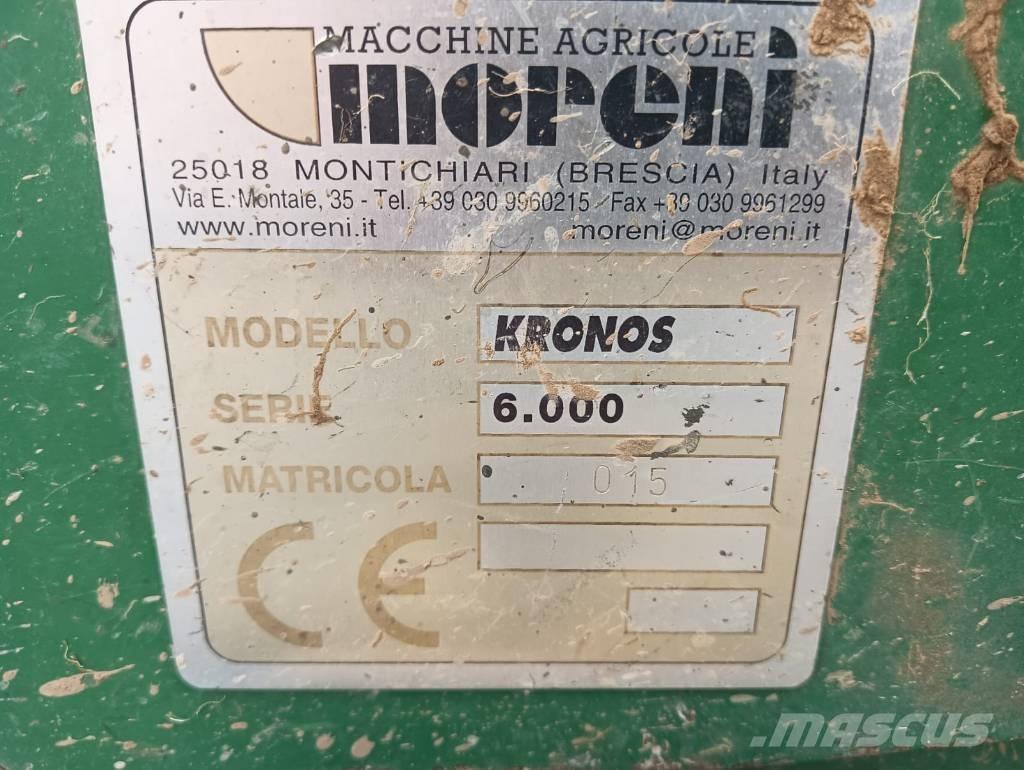 MACCHINE AGRICOLE
moreni
25018 MONTICHIARI (BRESCIA) Italy
Via E. Montale, 35 - Tel. +39 030 9960215 / Fax +39 030 9961299
www.moreni.it moreni@moreni.it
MODELLO KRONOS
SERIE 6.000
MATRICOLA 015
CE
MASCUS